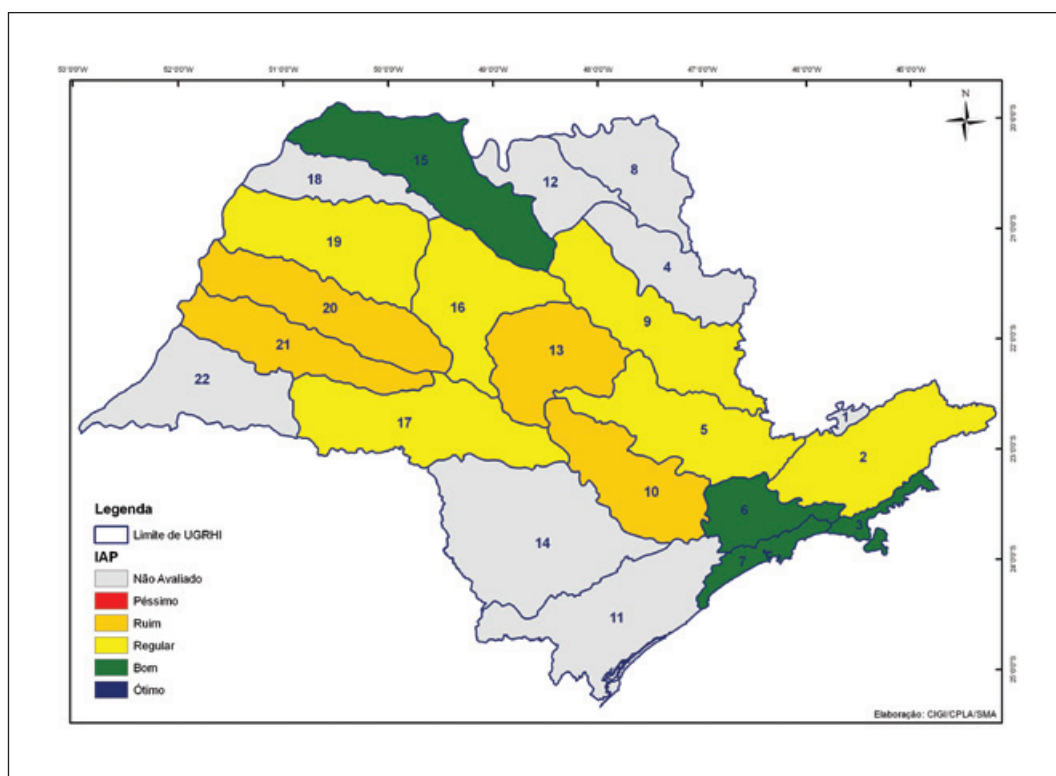 53°0'0"W 52°0'0"W 51°0'0"W 50°0'0"W 49°0'0"W 48°0'0"W 47°0'0"W 46°0'0"W 45°0'0"W
N
20°0'0"S
21°0'0"S
22°0'0"S
23°0'0"S
24°0'0"S
25°0'0"S
15
8
12
18
4
19
16
9
20
13
21
22
1
17
5
2
10
6
3
14
7
11
Legenda
Limite de UGRHI
IAP
Não Avaliado
Péssimo
Ruim
Regular
Bom
Ótimo
Elaboração: CIGI/CPLA/SMA